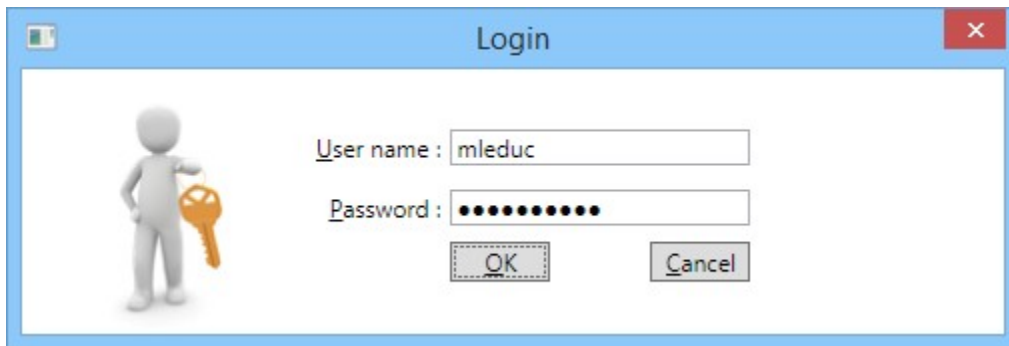 Login
User name : mleduc
Password : ●●●●●●●●●●
OK Cancel